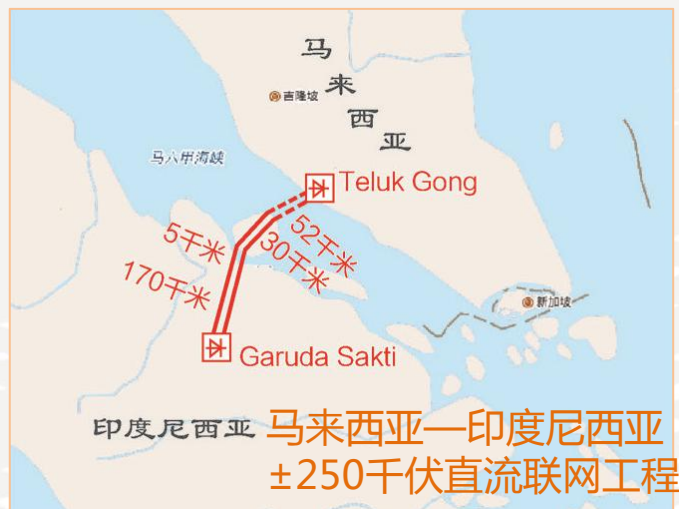 马
来
西
亚
吉隆坡
马六甲海峡
Teluk Gong
5千米
52千米
30千米
170千米
新加坡
Garuda Sakti
印度尼西亚
马来西亚—印度尼西亚
±250千伏直流联网工程